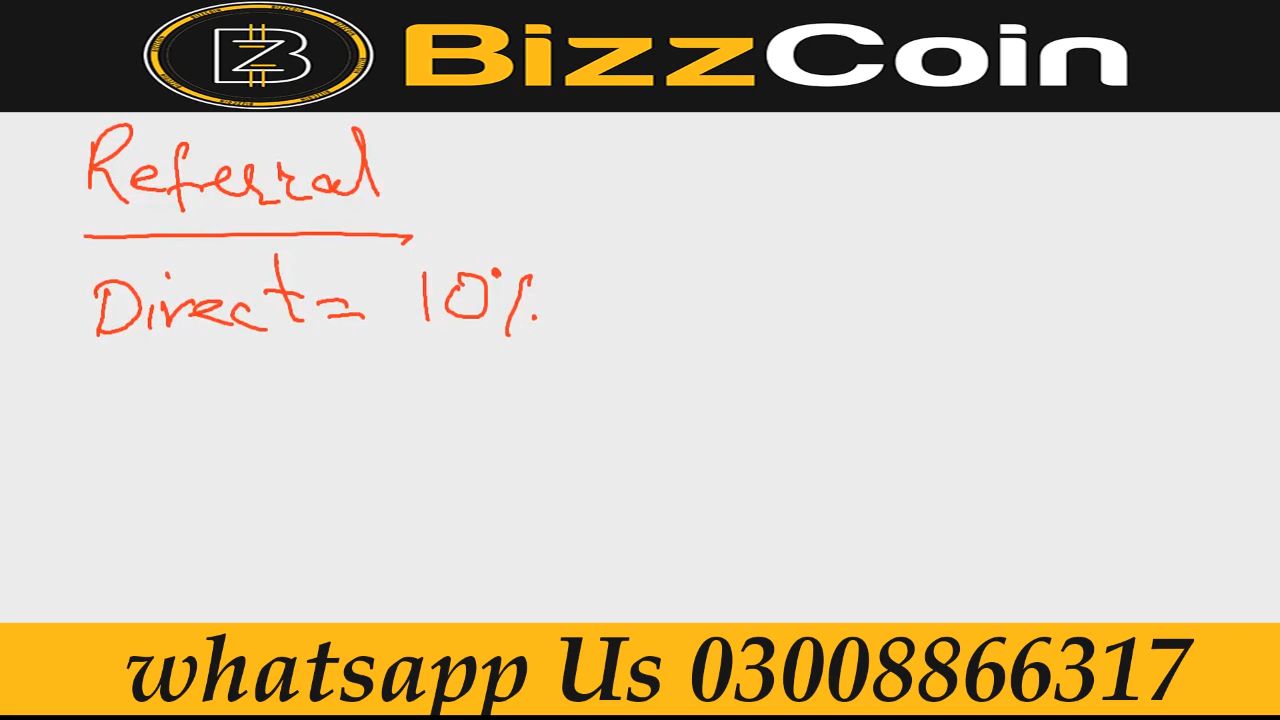 BizzCoin
Referral
Direct = 10%
whatsapp Us 03008866317